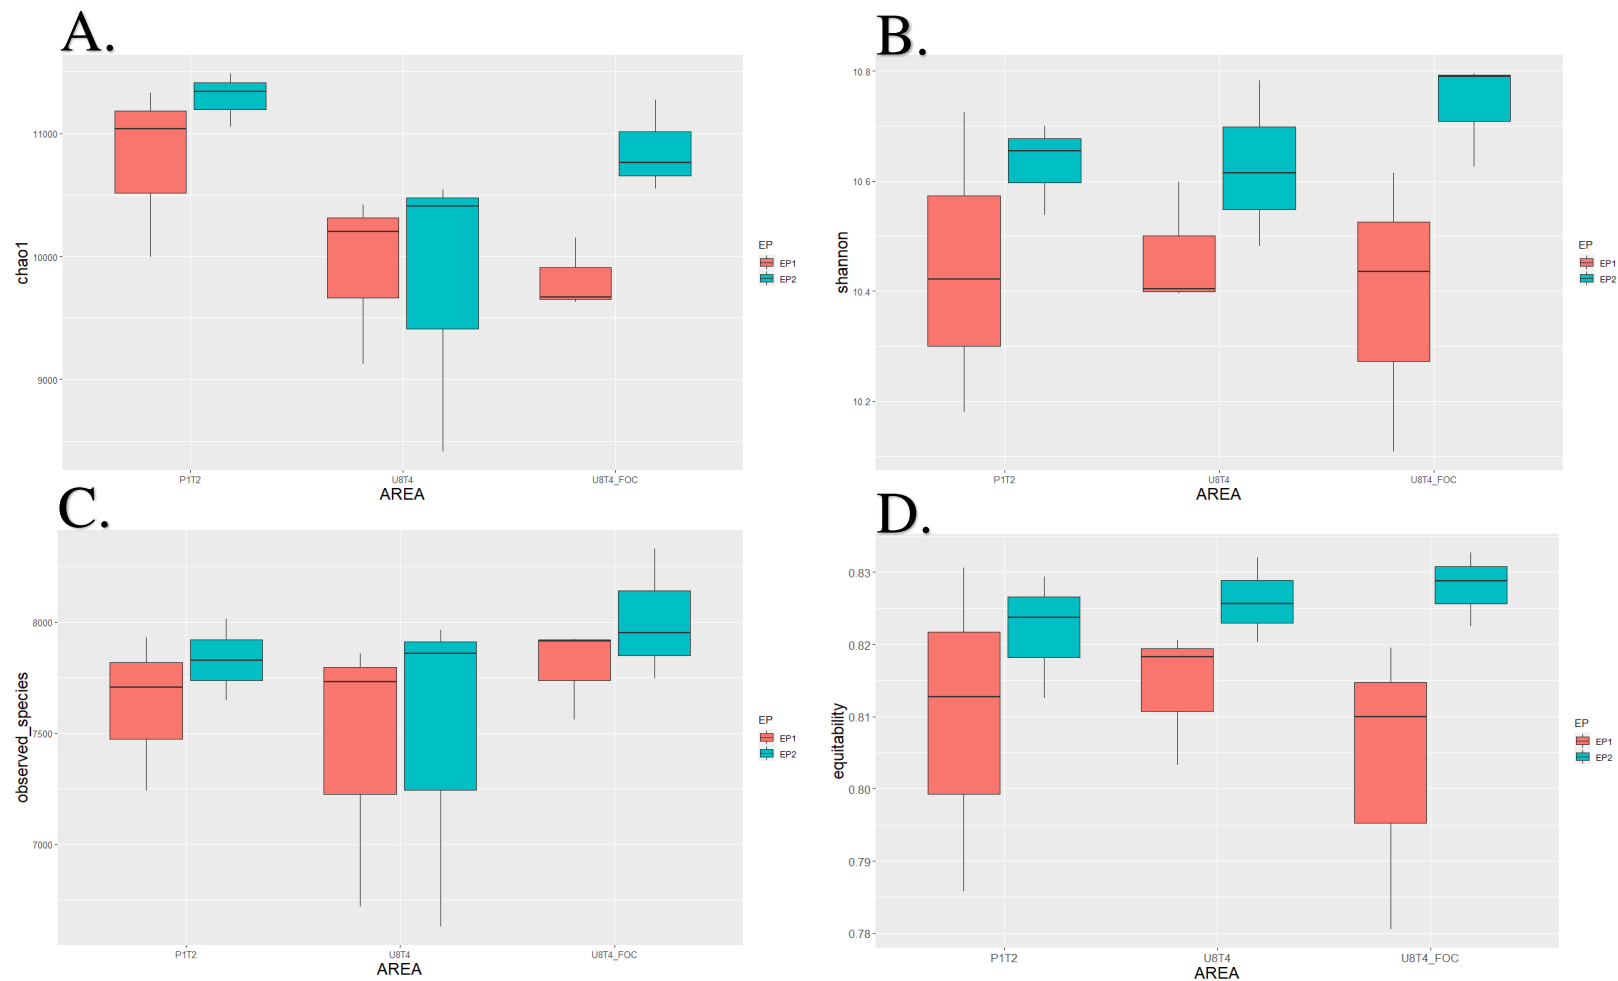 A.
chao1
11000
10000
9000
P1T2
U8T4
U8T4_FOC
AREA
EP
EP1
EP2
B.
shannon
10.8
10.6
10.4
10.2
P1T2
U8T4
U8T4_FOC
AREA
EP
EP1
EP2
C.
observed_species
8000
7500
7000
P1T2
U8T4
U8T4_FOC
AREA
EP
EP1
EP2
D.
equitability
0.83
0.82
0.81
0.80
0.79
0.78
P1T2
U8T4
U8T4_FOC
AREA
EP
EP1
EP2